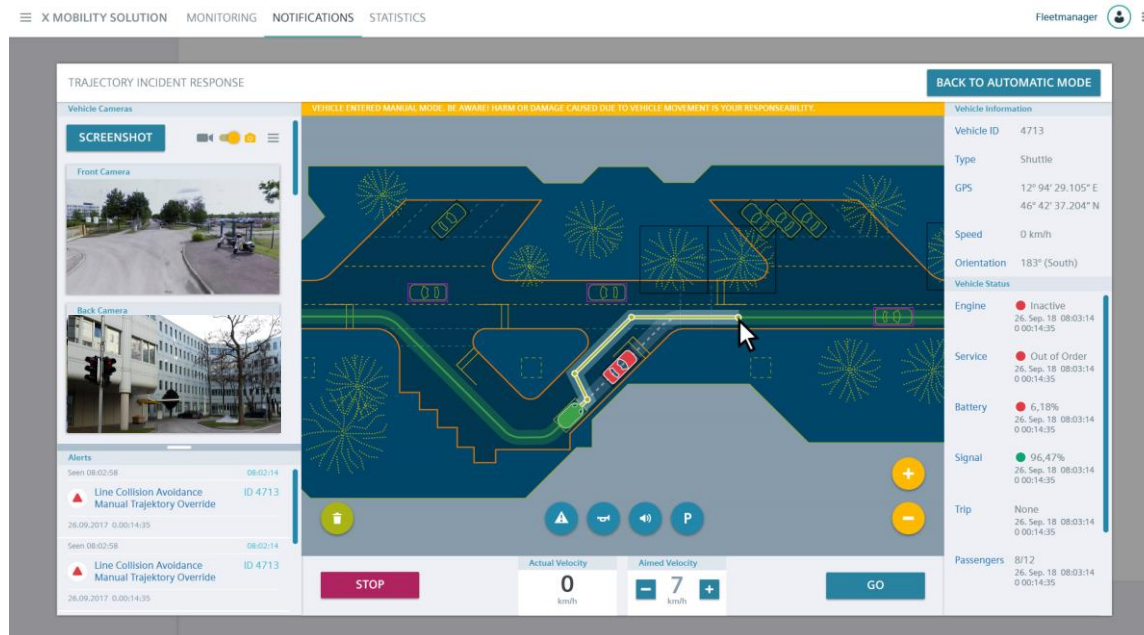 X MOBILITY SOLUTION MONITORING NOTIFICATIONS STATISTICS Fleetmanager
TRAJECTORY INCIDENT RESPONSE
BACK TO AUTOMATIC MODE
Vehicle Cameras
SCREENSHOT
Front Camera
Back Camera
Alerts
Seen 08:02:58 08:02:14
Line Collision Avoidance ID 4713
Manual Trajektory Override
26.09.2017 0.00:14:35
Seen 08:02:58 08:02:14
Line Collision Avoidance ID 4713
Manual Trajektory Override
26.09.2017 0.00:14:35
VEHICLE ENTERED MANUAL MODE. BE AWARE! HARM OR DAMAGE CAUSED DUE TO VEHICLE MOVEMENT IS YOUR RESPONSEABILITY.
P
STOP
Actual Velocity
0
km/h
Aimed Velocity
7
km/h
GO
Vehicle Information
Vehicle ID 4713
Type Shuttle
GPS 12° 94' 29.105" E
46° 42' 37.204" N
Speed 0 km/h
Orientation 183° (South)
Vehicle Status
Engine Inactive
26. Sep. 18 08:03:14
0 00:14:35
Service Out of Order
26. Sep. 18 08:03:14
0 00:14:35
Battery 6,18%
26. Sep. 18 08:03:14
0 00:14:35
Signal 96,47%
26. Sep. 18 08:03:14
0 00:14:35
Trip None
26. Sep. 18 08:03:14
0 00:14:35
Passengers 8/12
26. Sep. 18 08:03:14
0 00:14:35